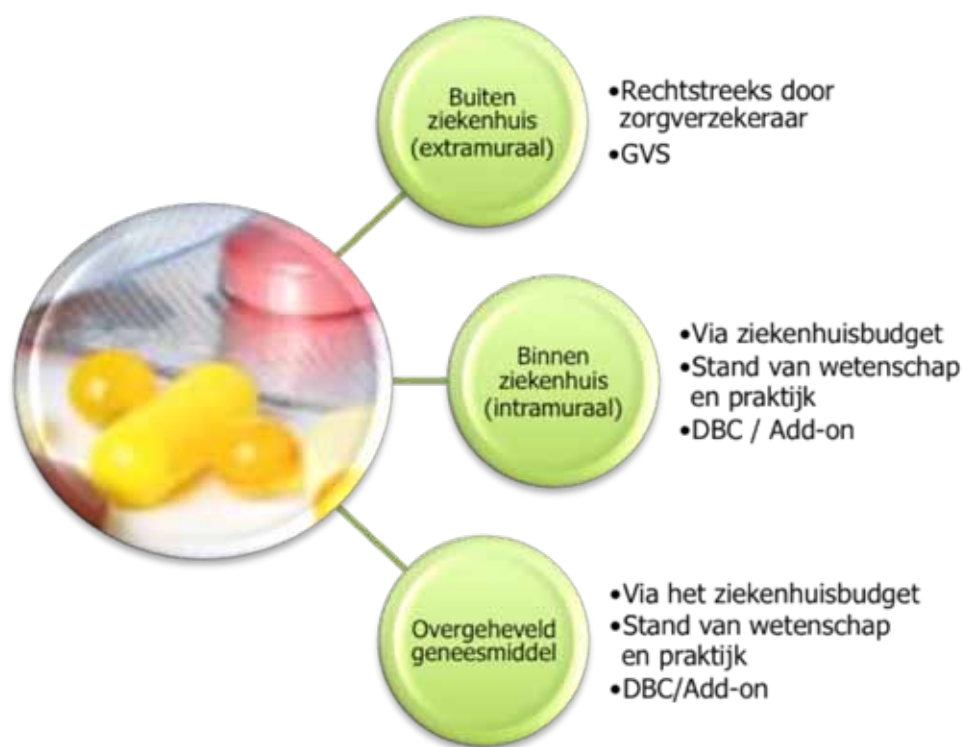 Buiten
ziekenhuis
(extramuraal)
•Rechtstreeks door
zorgverzekeraar
•GVS
Binnen
ziekenhuis
(intramuraal)
•Via ziekenhuisbudget
•Stand van wetenschap
en praktijk
•DBC / Add-on
Overgeheveld
geneesmiddel
•Via het ziekenhuisbudget
•Stand van wetenschap
en praktijk
•DBC/Add-on